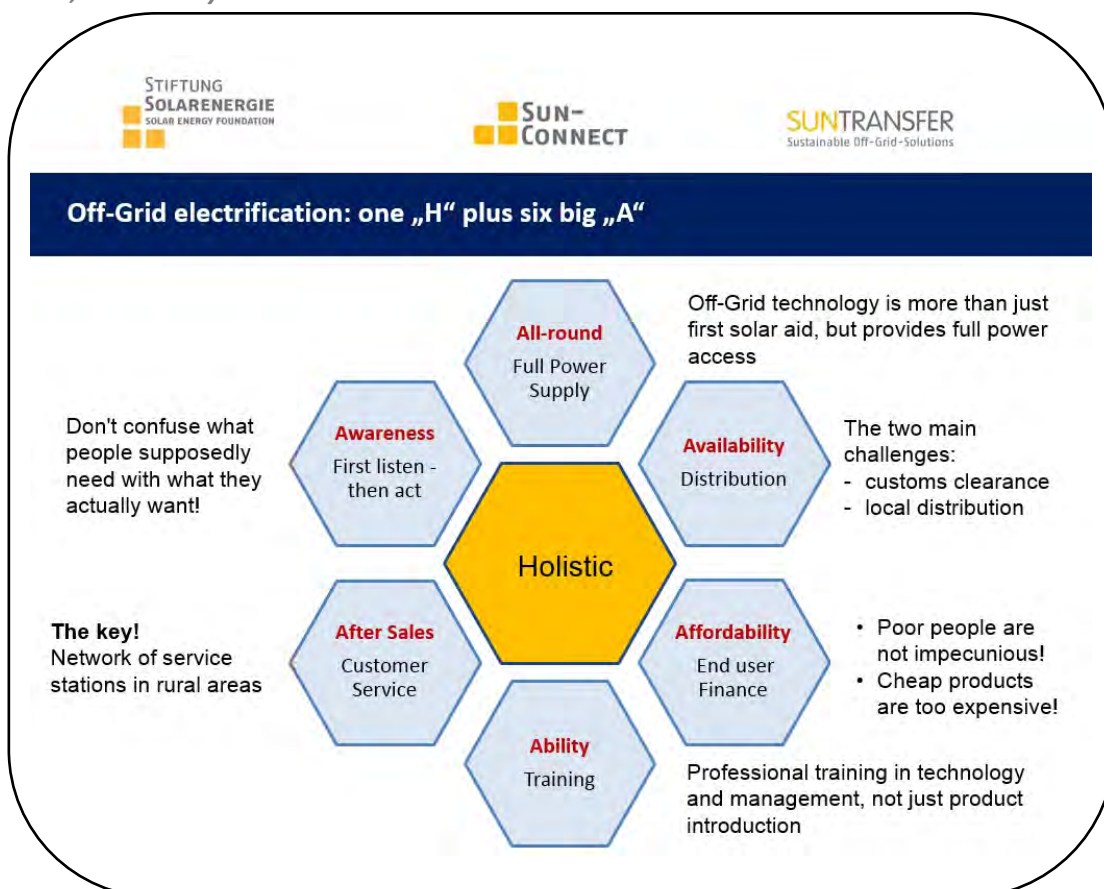 STIFTUNG
SOLARENERGIE
SOLAR ENERGY FOUNDATION
SUN-
CONNECT
SUNTRANSFER
Sustainable Off-Grid-Solutions
Off-Grid electrification: one „H“ plus six big „A“
All-round
Full Power
Supply
Off-Grid technology is more than just
first solar aid, but provides full power
access
Don't confuse what
people supposedly
need with what they
actually want!
Awareness
First listen -
then act
Availability
Distribution
The two main
challenges:
- customs clearance
- local distribution
Holistic
The key!
Network of service
stations in rural areas
After Sales
Customer
Service
Affordability
End user
Finance
• Poor people are
not impecunious!
• Cheap products
are too expensive!
Ability
Training
Professional training in technology
and management, not just product
introduction